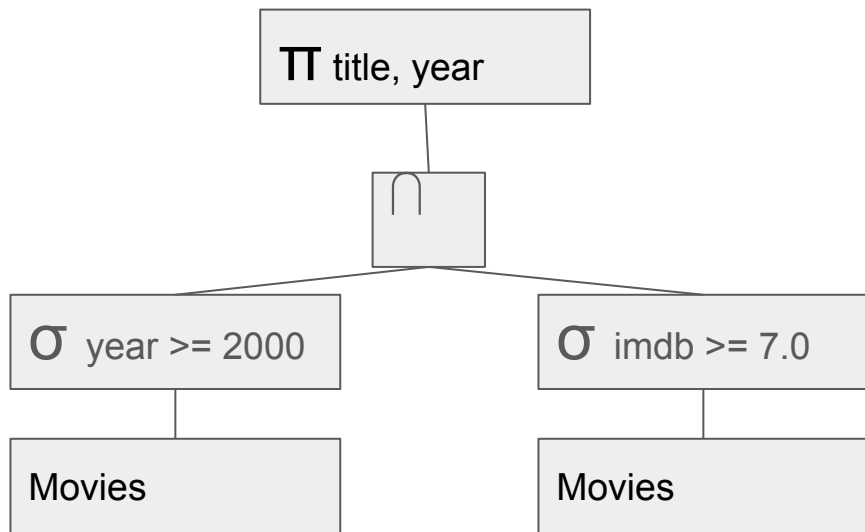 π title, year
∩
σ year >= 2000
σ imdb >= 7.0
Movies
Movies